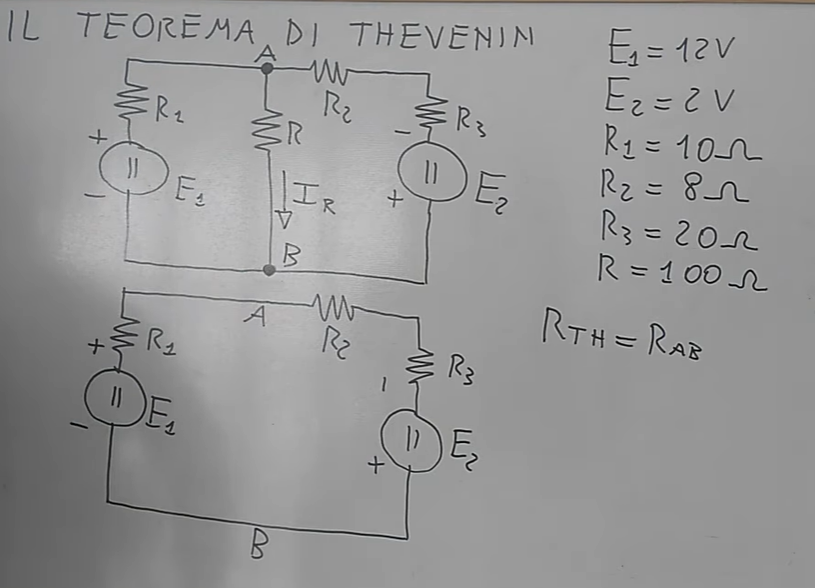 IL TEOREMA DI THEVENIN
A
R1
R
R2
R3
+
-
-
+
E1
IR
E2
B
E1 = 12V
E2 = 2V
R1 = 10Ω
R2 = 8Ω
R3 = 20Ω
R = 100Ω
RTH = RAB
A
R2
R1
R3
+
-
E1
E2
+
B